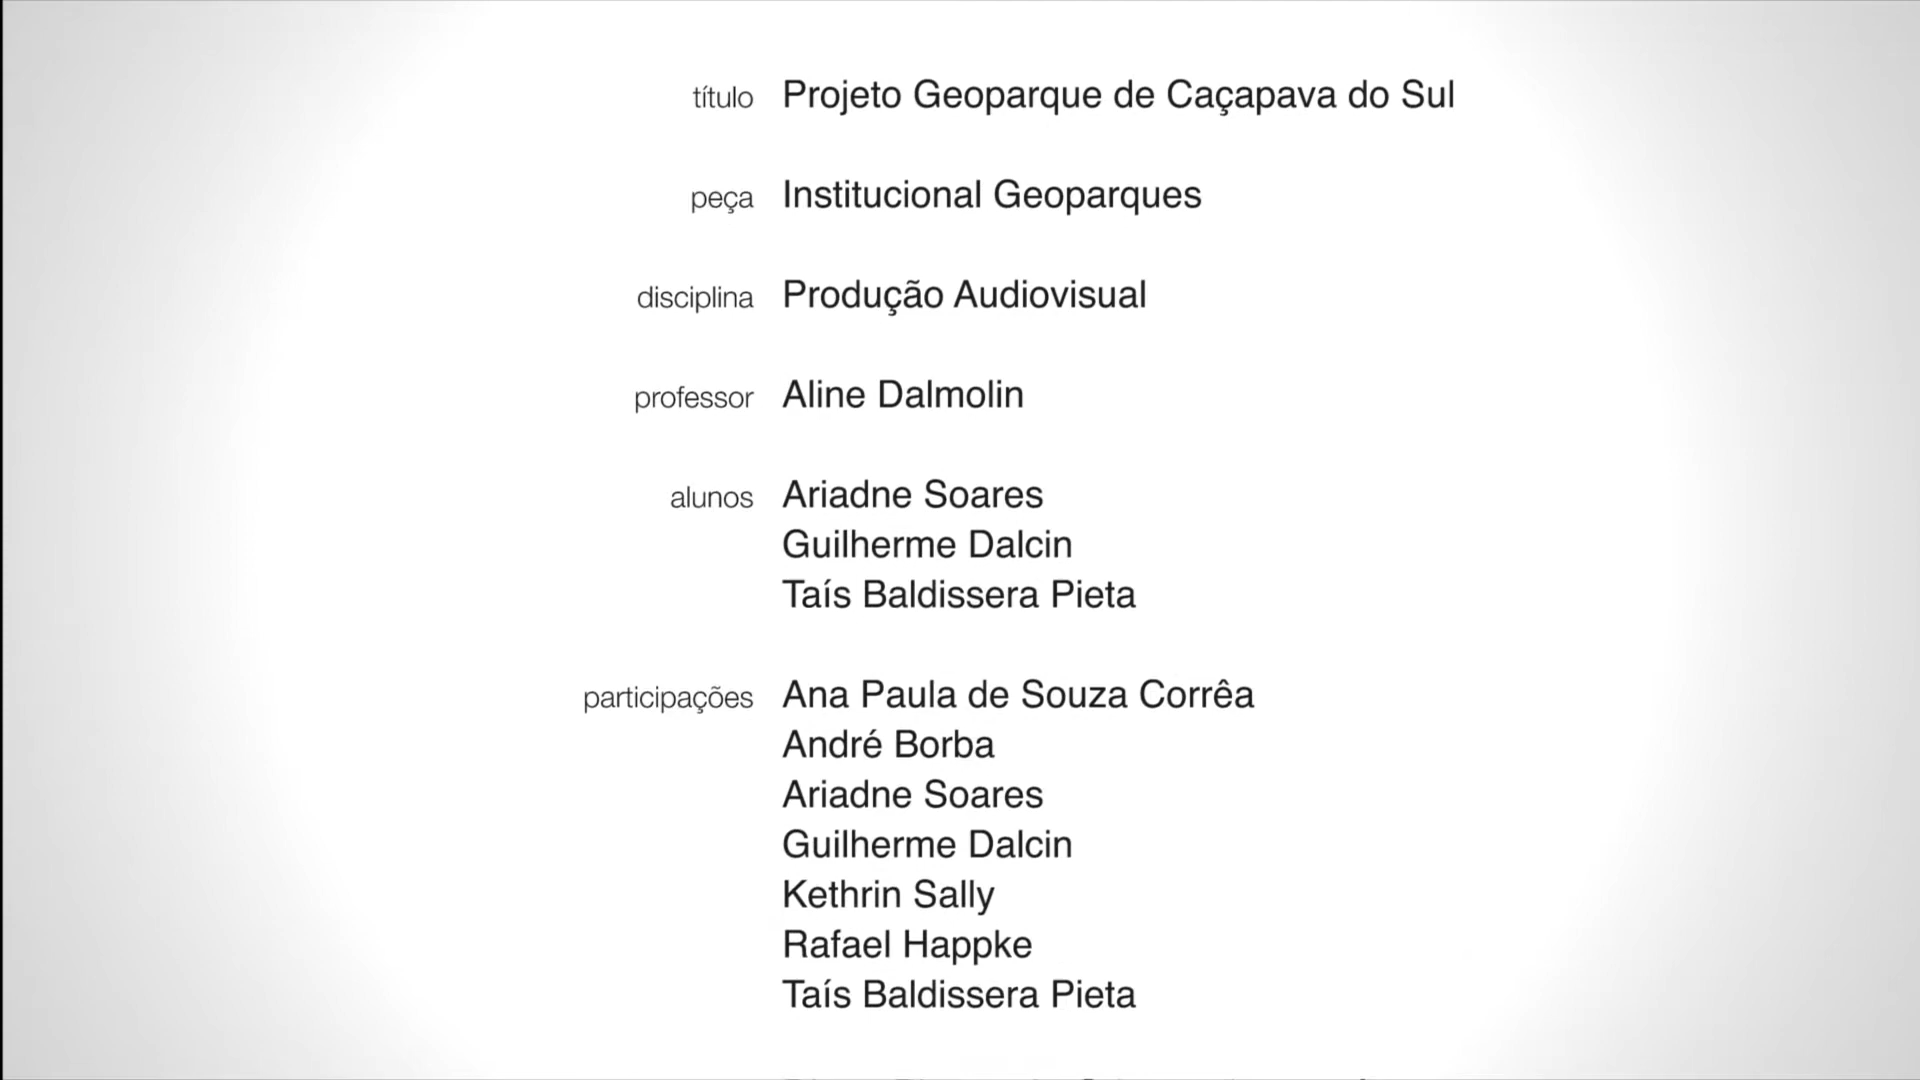 título Projeto Geoparque de Caçapava do Sul
peça Institucional Geoparques
disciplina Produção Audiovisual
professor Aline Dalmolin
alunos Ariadne Soares
Guilherme Dalcin
Taís Baldissera Pieta
participações Ana Paula de Souza Corrêa
André Borba
Ariadne Soares
Guilherme Dalcin
Kethrin Sally
Rafael Happke
Taís Baldissera Pieta